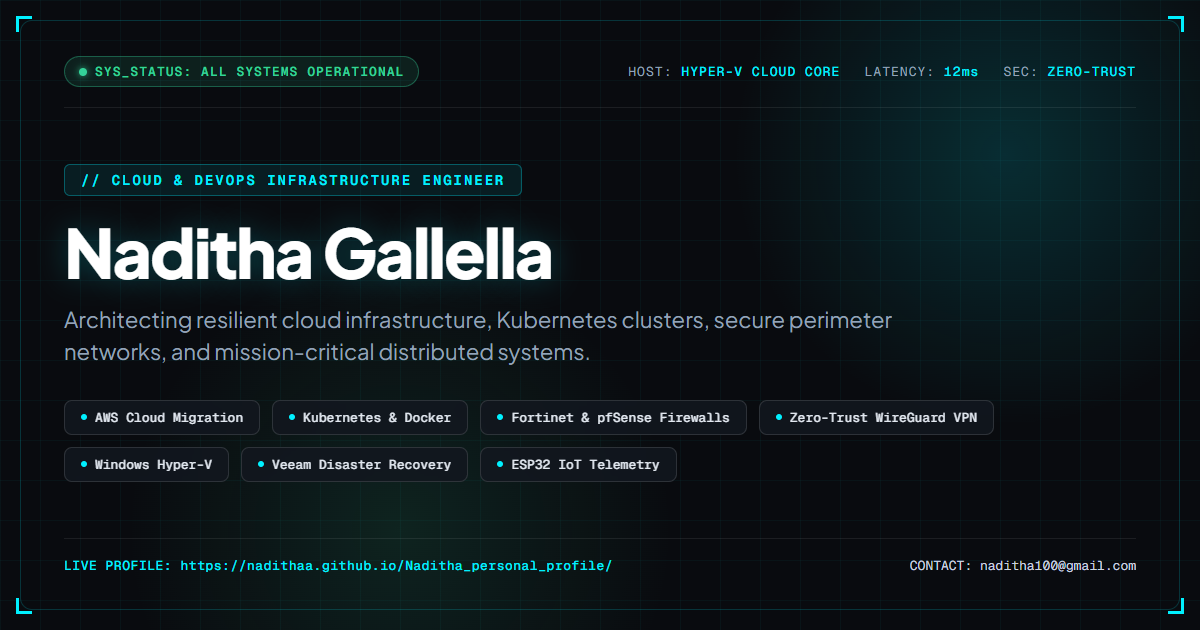 SYS_STATUS: ALL SYSTEMS OPERATIONAL
HOST: HYPER-V CLOUD CORE LATENCY: 12ms SEC: ZERO-TRUST
// CLOUD & DEVOPS INFRASTRUCTURE ENGINEER
Naditha Gallella
Architecting resilient cloud infrastructure, Kubernetes clusters, secure perimeter
networks, and mission-critical distributed systems.
AWS Cloud Migration
Kubernetes & Docker
Fortinet & pfSense Firewalls
Zero-Trust WireGuard VPN
Windows Hyper-V
Veeam Disaster Recovery
ESP32 IoT Telemetry
LIVE PROFILE: https://nadithaa.github.io/Naditha_personal_profile/
CONTACT: naditha100@gmail.com